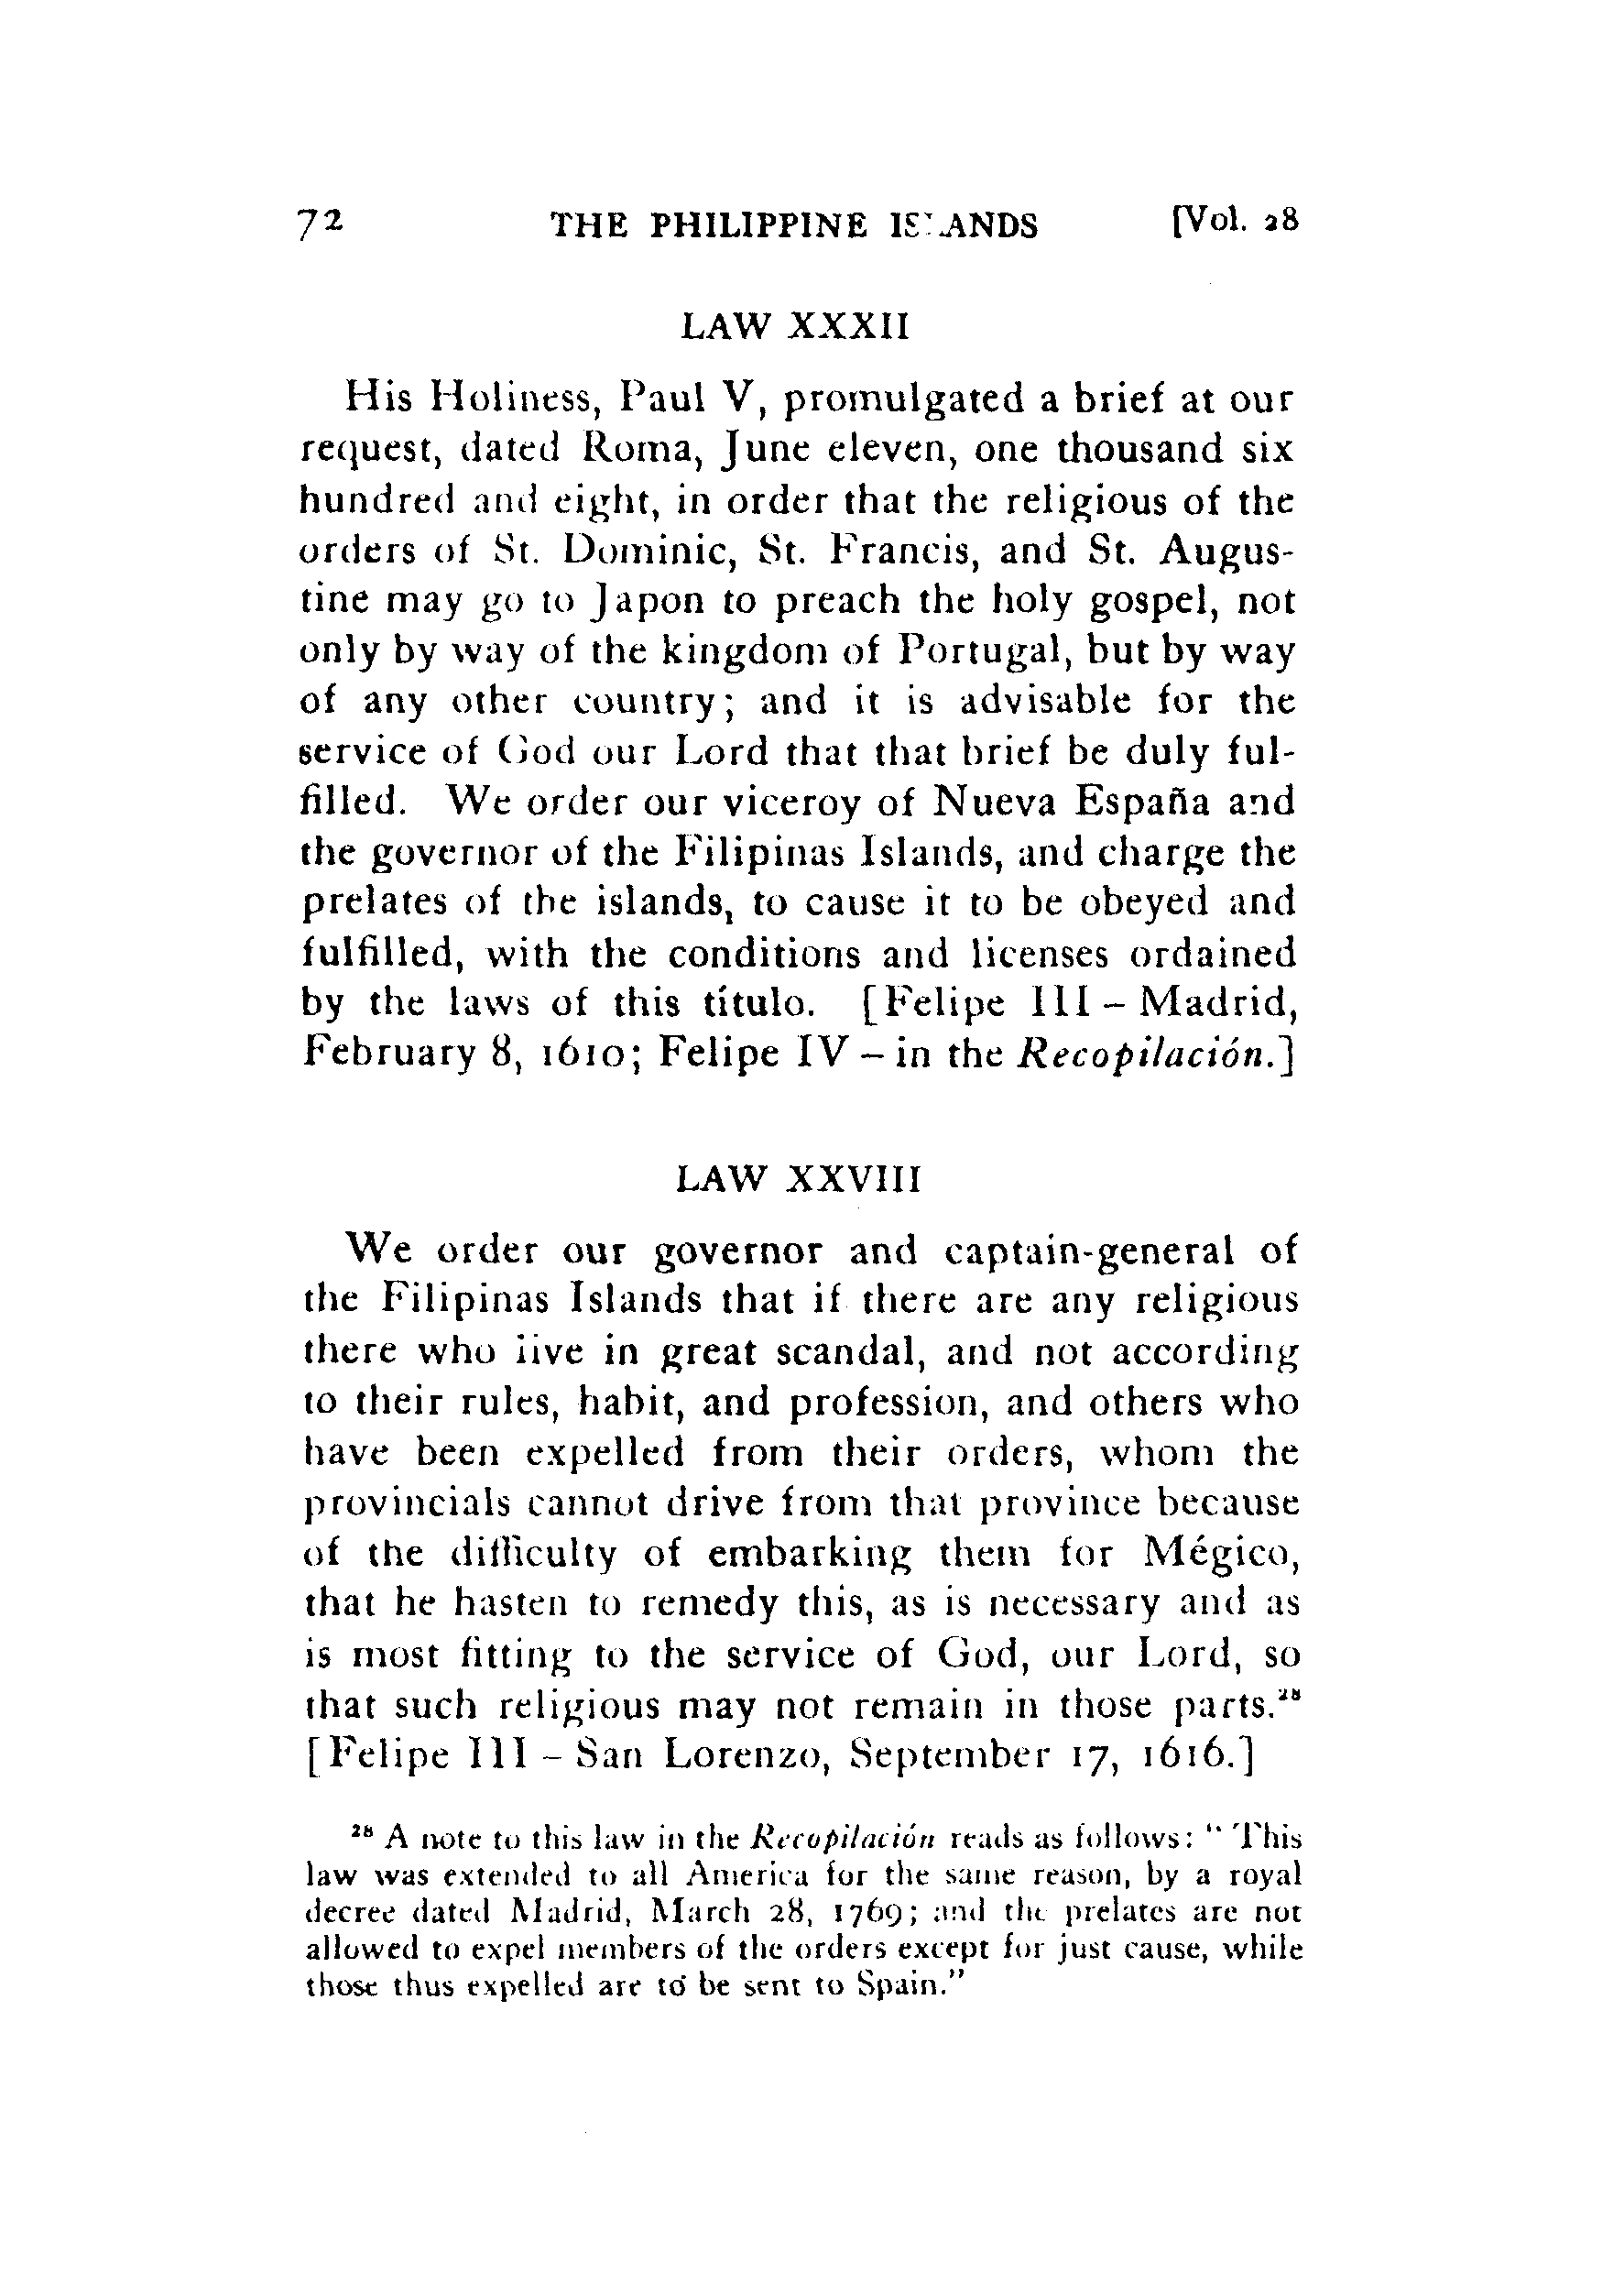 72 THE PHILIPPINE ISLANDS [Vol. 28
LAW XXXII
His Holiness, Paul V, promulgated a brief at our
request, dated Roma, June eleven, one thousand six
hundred and eight, in order that the religious of the
orders of St. Dominic, St. Francis, and St. Augus-
tine may go to Japon to preach the holy gospel, not
only by way of the kingdom of Portugal, but by way
of any other country; and it is advisable for the
service of God our Lord that that brief be duly ful-
filled. We order our viceroy of Nueva España and
the governor of the Filipinas Islands, and charge the
prelates of the islands, to cause it to be obeyed and
fulfilled, with the conditions and licenses ordained
by the laws of this título. [Felipe III – Madrid,
February 8, 1610; Felipe IV – in the Recopilación.]
LAW XXVIII
We order our governor and captain-general of
the Filipinas Islands that if there are any religious
there who live in great scandal, and not according
to their rules, habit, and profession, and others who
have been expelled from their orders, whom the
provincials cannot drive from that province because
of the difficulty of embarking them for Mégico,
that he hasten to remedy this, as is necessary and as
is most fitting to the service of God, our Lord, so
that such religious may not remain in those parts.²⁸
[Felipe III – San Lorenzo, September 17, 1616.]
²⁸ A note to this law in the Recopilación reads as follows: " This
law was extended to all America for the same reason, by a royal
decree dated Madrid, March 28, 1769; and the prelates are not
allowed to expel members of the orders except for just cause, while
those thus expelled are to be sent to Spain."